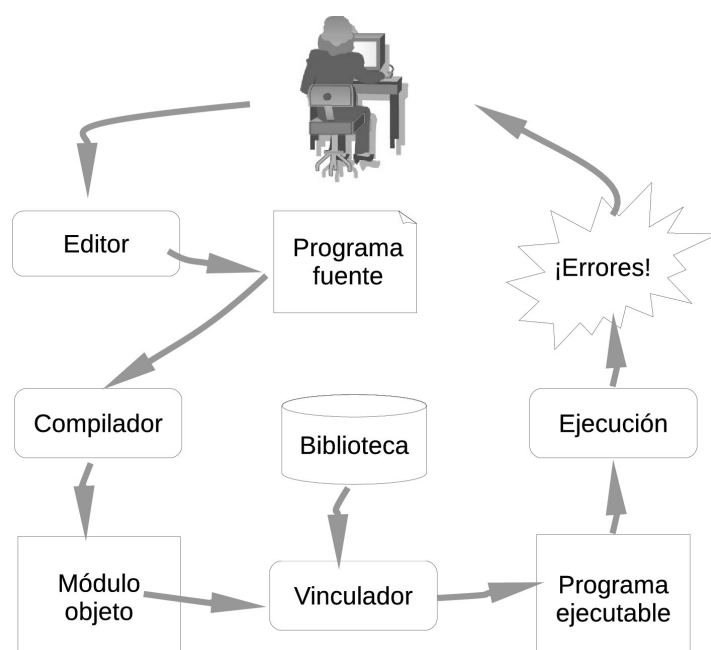 Editor
Programa
fuente
¡Errores!
Compilador
Biblioteca
Ejecución
Módulo
objeto
Vinculador
Programa
ejecutable